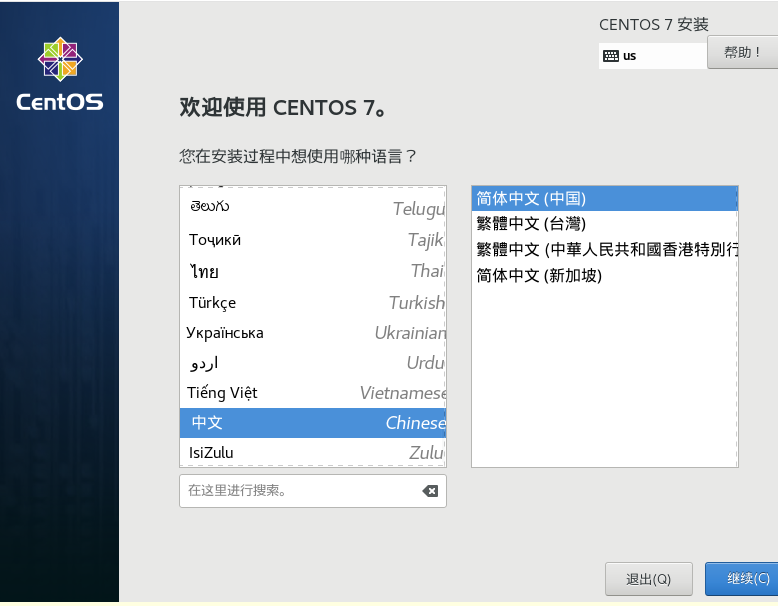 CENTOS 7 安装
us
帮助！
CentOS
欢迎使用 CENTOS 7。
您在安装过程中想使用哪种语言？
తెలుగు Telugu
Тоҷикӣ Tajik
ไทย Thai
Türkçe Turkish
Українська Ukrainian
اردو Urdu
Tiếng Việt Vietnamese
中文 Chinese
IsiZulu Zulu
简体中文 (中国)
繁體中文 (台灣)
繁體中文 (中華人民共和國香港特別行
简体中文 (新加坡)
在这里进行搜索。
退出(Q)
继续(C)